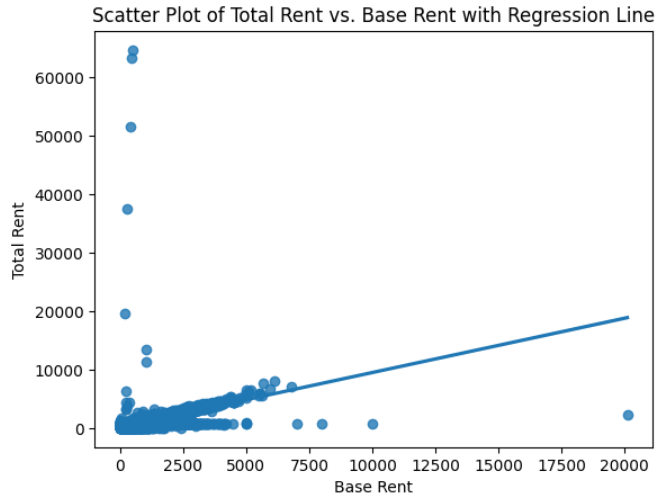 Scatter Plot of Total Rent vs. Base Rent with Regression Line
60000
50000
40000
30000
20000
10000
0
Total Rent
0 2500 5000 7500 10000 12500 15000 17500 20000
Base Rent